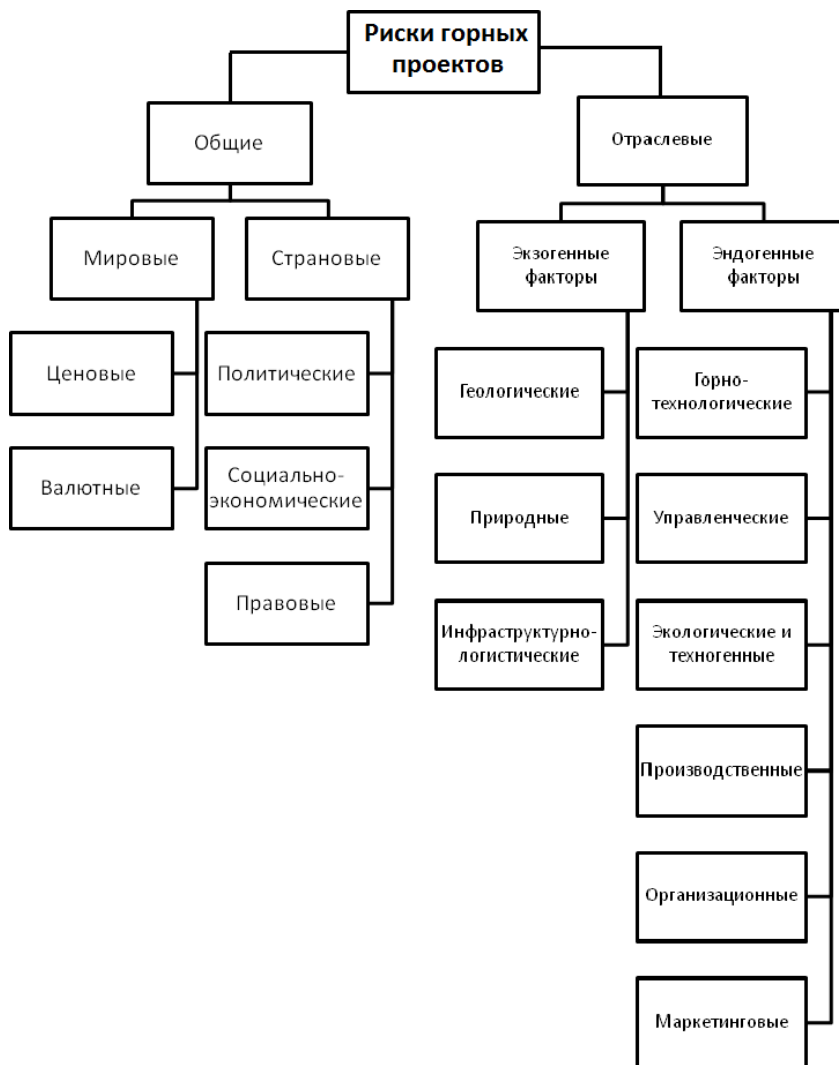 Риски горных
проектов
Общие
Отраслевые
Мировые
Страновые
Экзогенные
факторы
Эндогенные
факторы
Ценовые
Политические
Геологические
Горно-
технологические
Валютные
Социально-
экономические
Природные
Управленческие
Правовые
Инфраструктурно-
логистические
Экологические и
техногенные
Производственные
Организационные
Маркетинговые